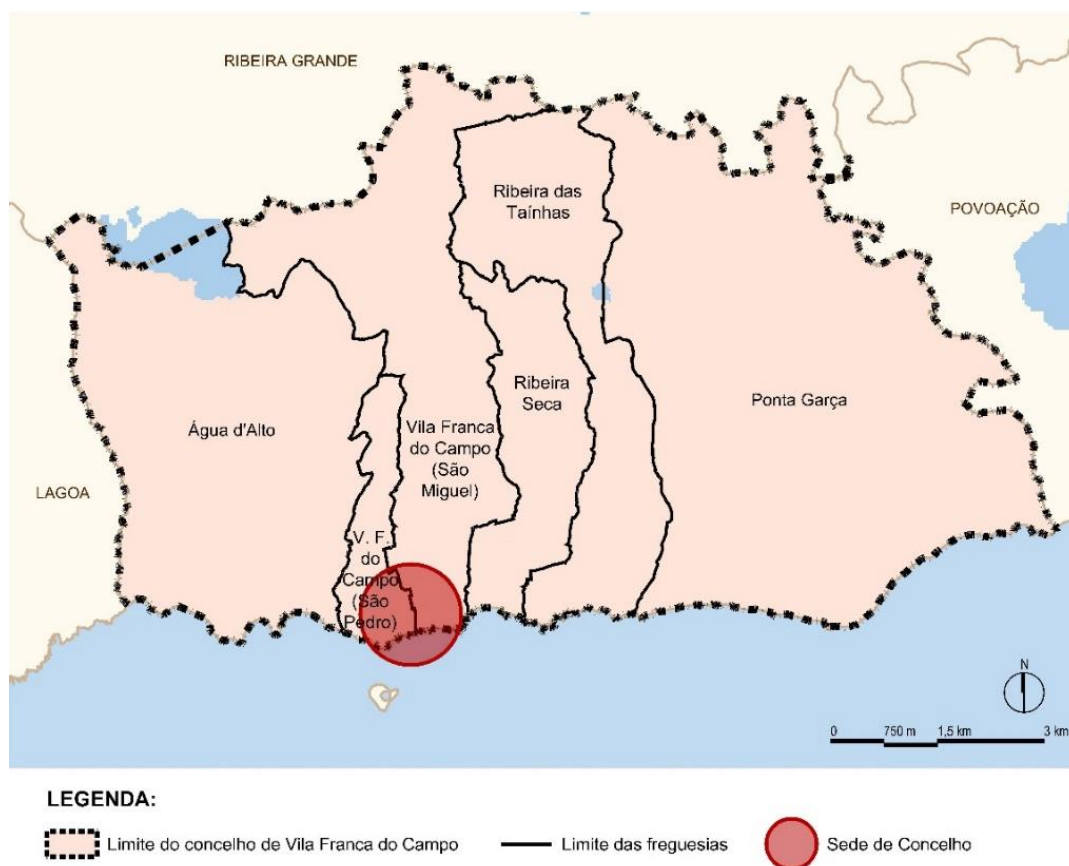 RIBEIRA GRANDE
Ribeira das
Taínhas
POVOAÇÃO
Ribeira
Seca
Ponta Garça
Água d'Alto
Vila Franca
do Campo
(São
Miguel)
LAGOA
V. F.
do
Campo
(São
Pedro)
N
0 750 m 1,5 km 3 km
LEGENDA:
Limite do concelho de Vila Franca do Campo
Limite das freguesias
Sede de Concelho